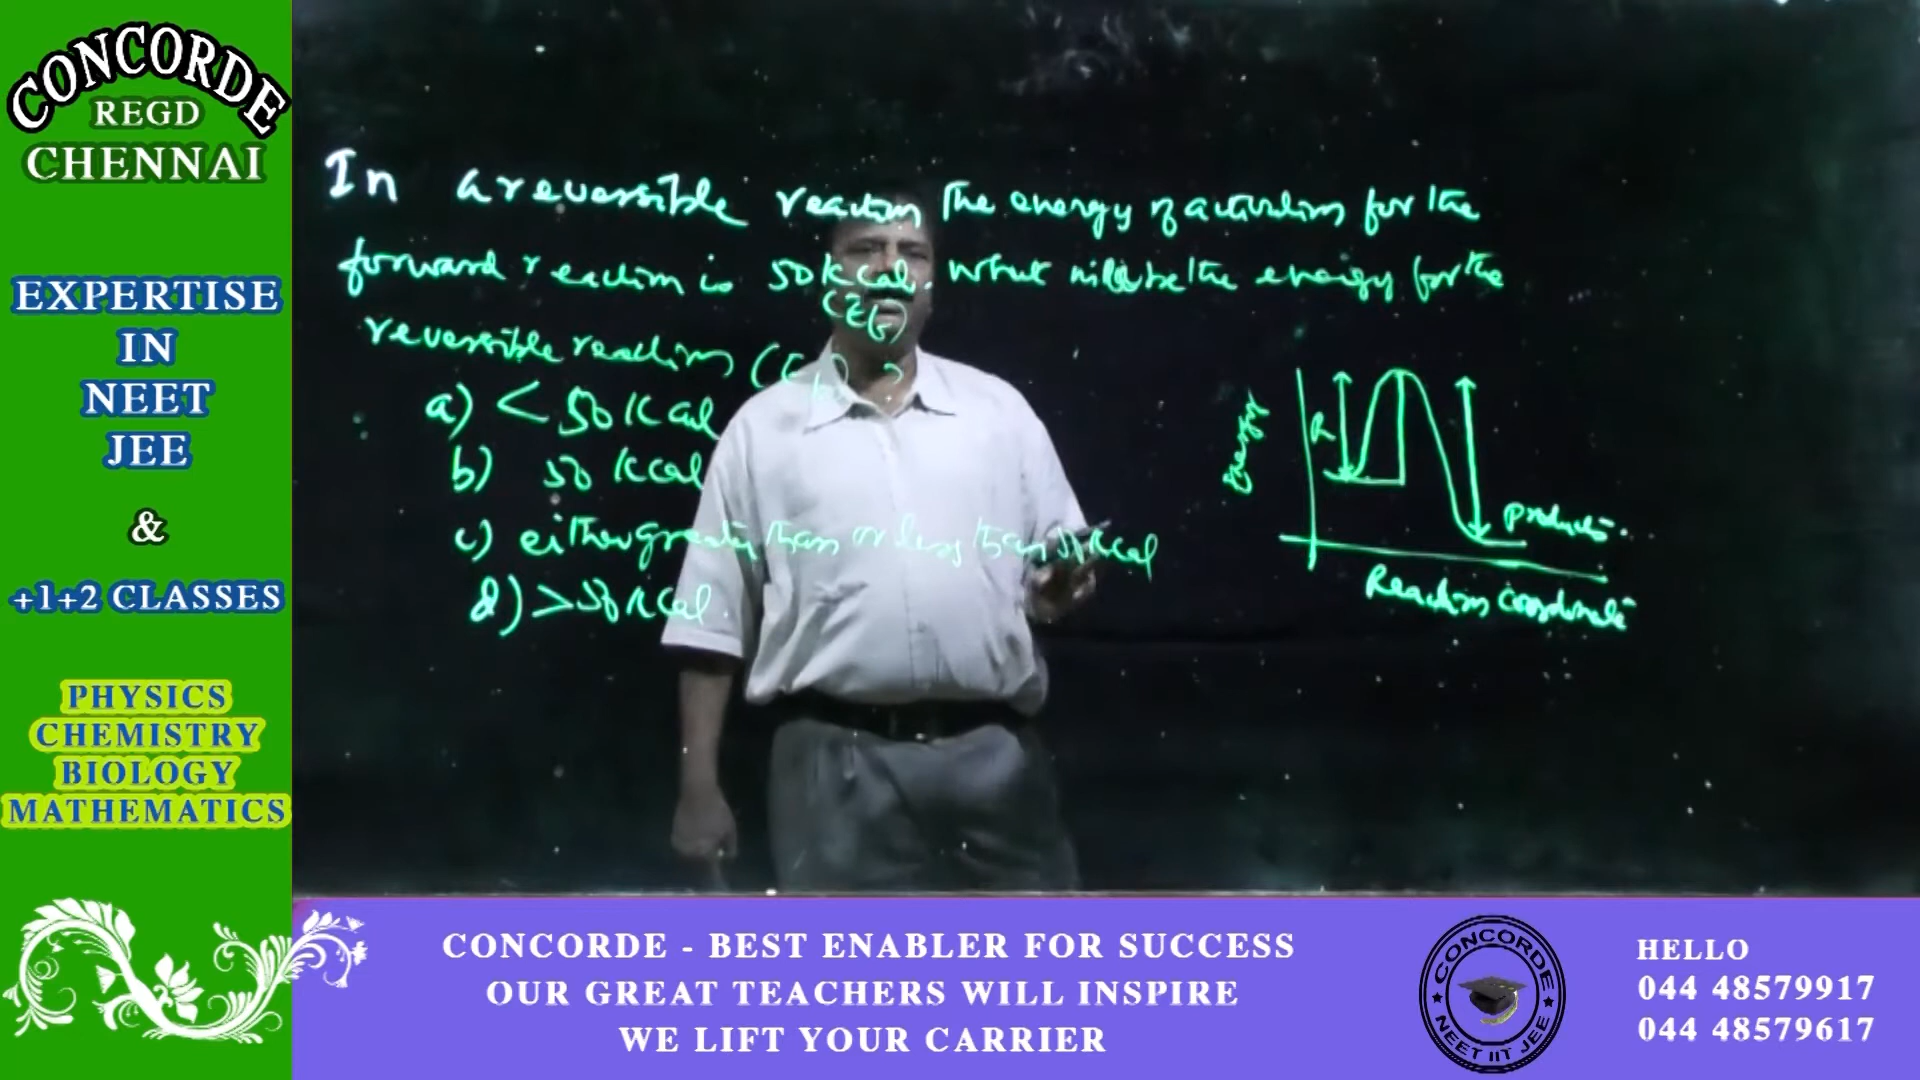 CONCORDE
REGD
CHENNAI
EXPERTISE
IN
NEET
JEE
&
+1+2 CLASSES
PHYSICS
CHEMISTRY
BIOLOGY
MATHEMATICS
In a reversible reaction the energy of activation for the
forward reaction is 50 kcal. What will be the energy for the
(Ef)
reversible reaction
a) < 50 kcal
b) 50 kcal
c) either greater than or less than 50 kcal
d) > 50 kcal.
Energy
R
products.
Reaction coordinate
CONCORDE - BEST ENABLER FOR SUCCESS
OUR GREAT TEACHERS WILL INSPIRE
WE LIFT YOUR CARRIER
CONCORDE
NEET IIT JEE
HELLO
044 48579917
044 48579617